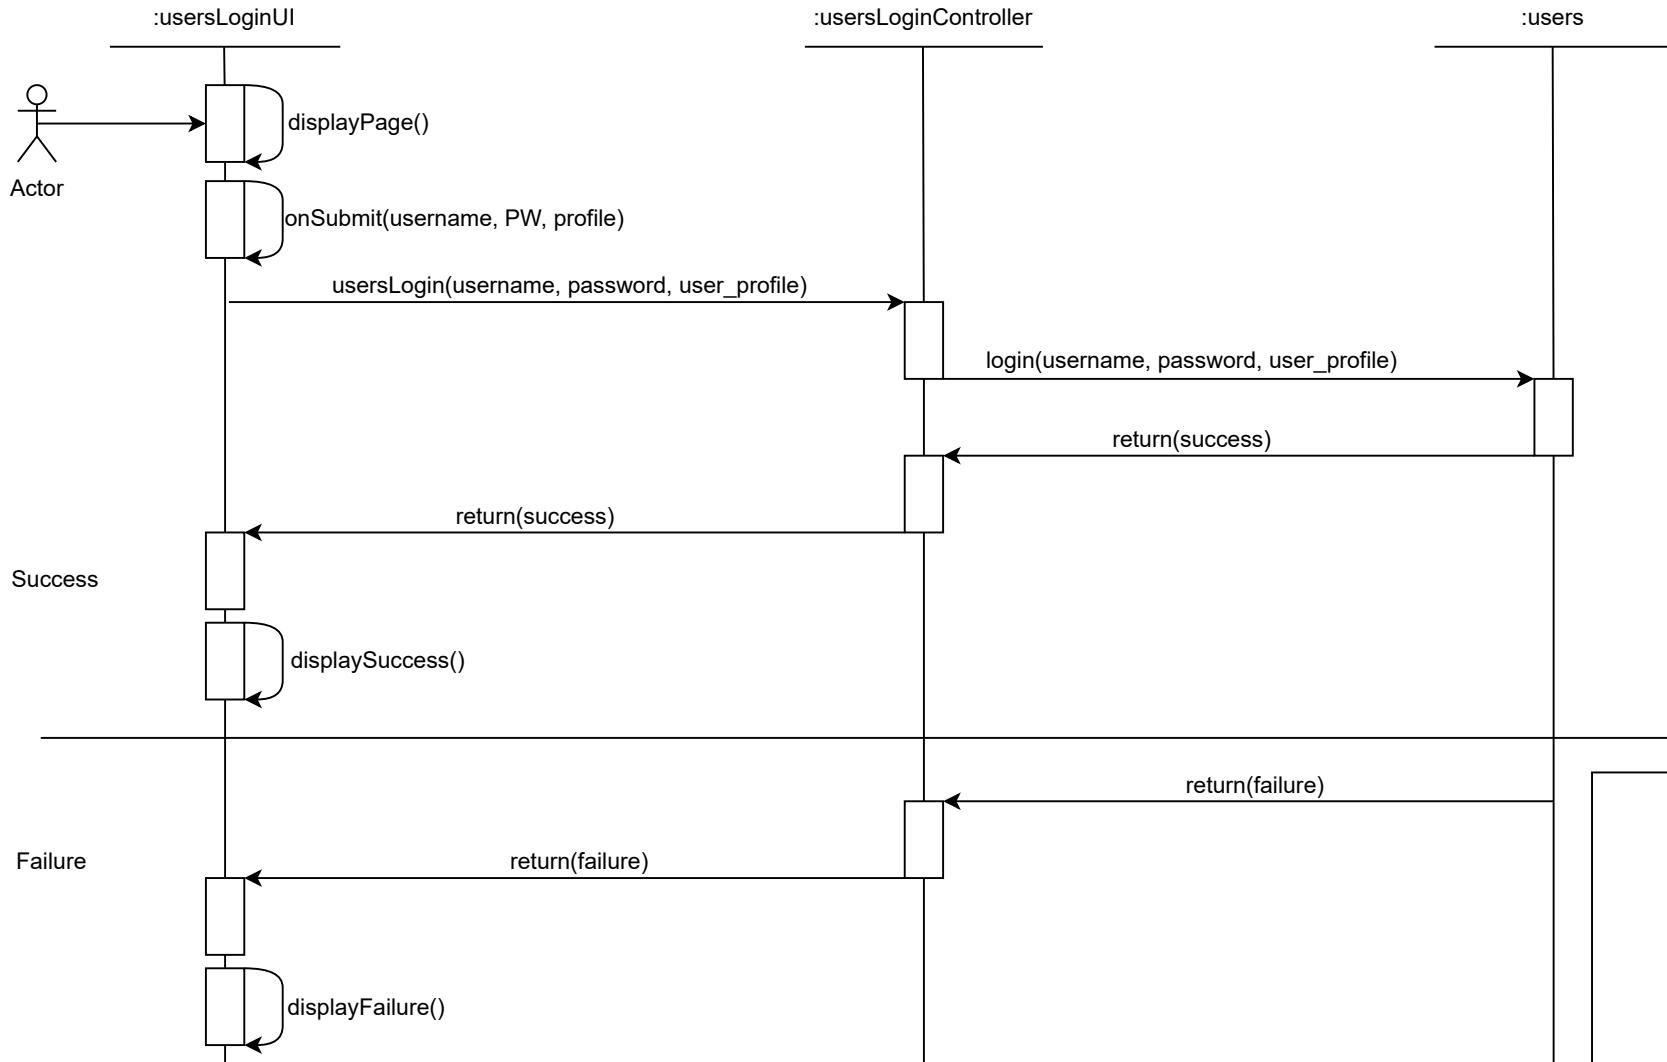 :usersLoginUI
:usersLoginController
:users
displayPage()
Actor
onSubmit(username, PW, profile)
usersLogin(username, password, user_profile)
login(username, password, user_profile)
return(success)
return(success)
Success
displaySuccess()
return(failure)
Failure
return(failure)
displayFailure()